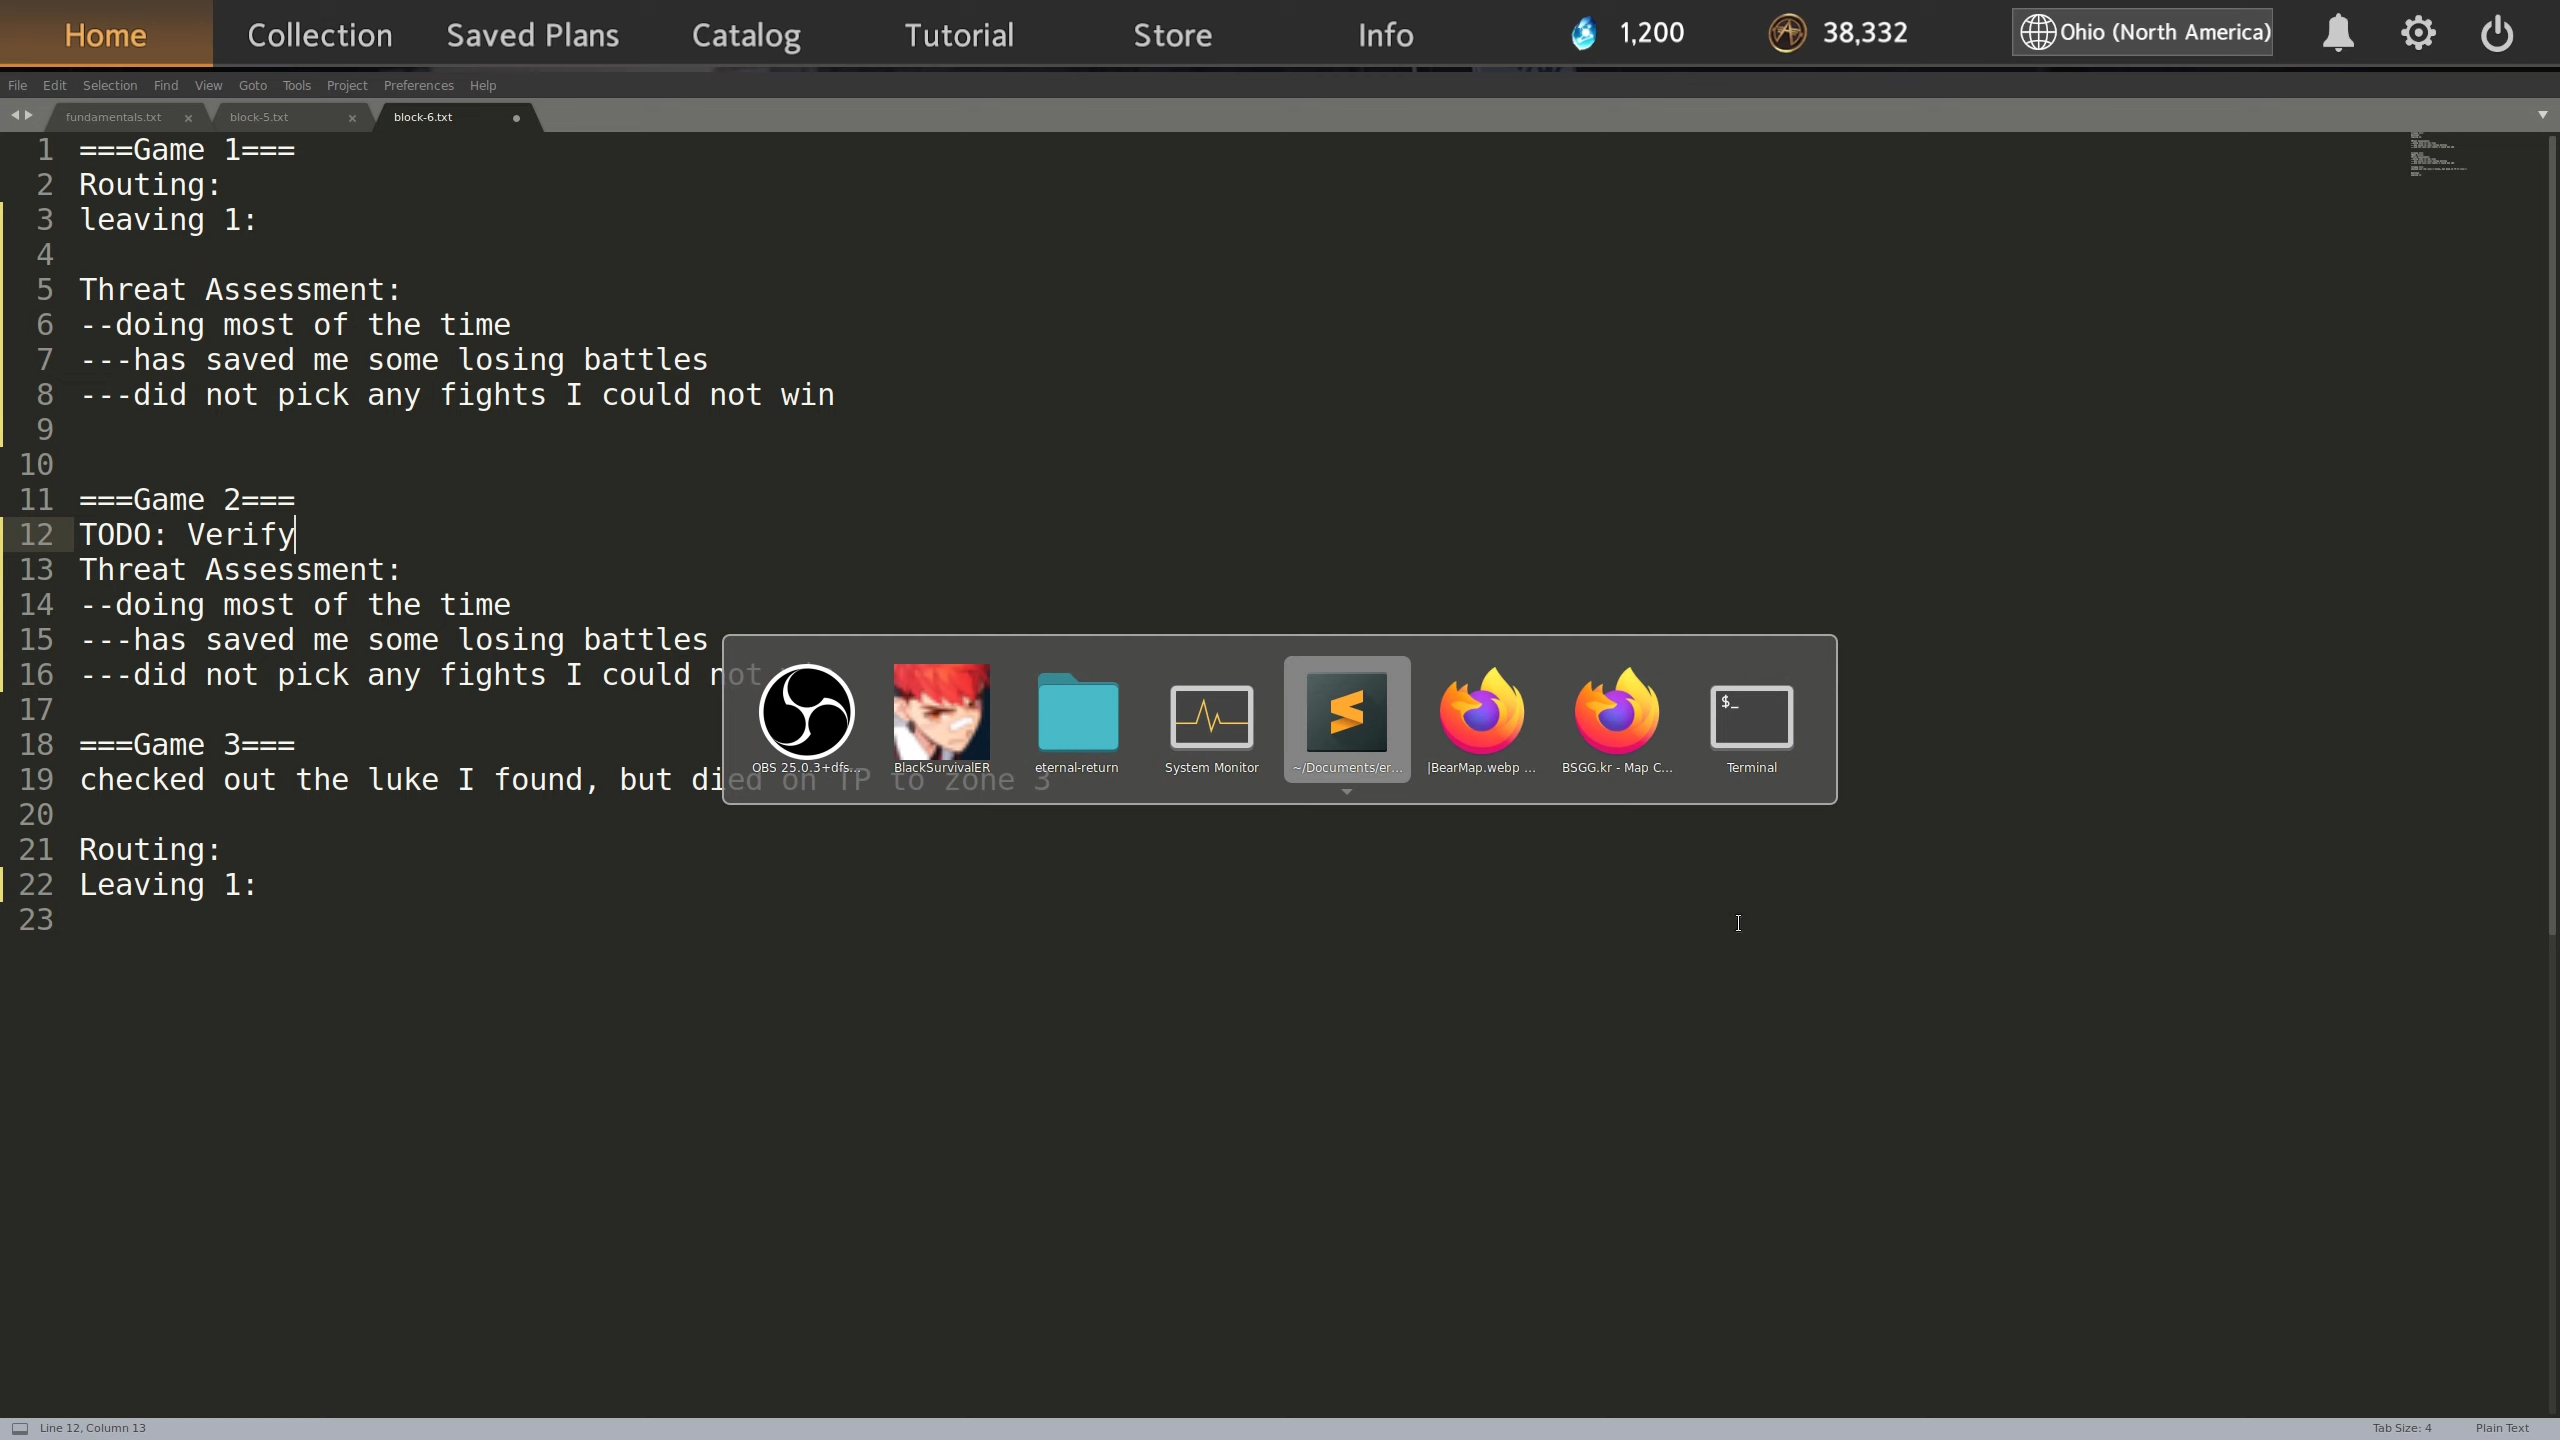 Home Collection Saved Plans Catalog Tutorial Store Info 1,200 38,332 Ohio (North America)
File Edit Selection Find View Goto Tools Project Preferences Help
fundamentals.txt block-5.txt block-6.txt
1 ===Game 1===
2 Routing:
3 leaving 1:
4
5 Threat Assessment:
6 --doing most of the time
7 ---has saved me some losing battles
8 ---did not pick any fights I could not win
9
10
11 ===Game 2===
12 TODO: Verify
13 Threat Assessment:
14 --doing most of the time
15 ---has saved me some losing battles
16 ---did not pick any fights I could not
17
18 ===Game 3===
19 checked out the luke I found, but died on TP to zone 3
20
21 Routing:
22 Leaving 1:
23
$_
OBS 25.0.3+dfs... BlackSurvivalER eternal-return System Monitor ~/Documents/er... |BearMap.webp ... BSGG.kr - Map C... Terminal
Line 12, Column 13 Tab Size: 4 Plain Text